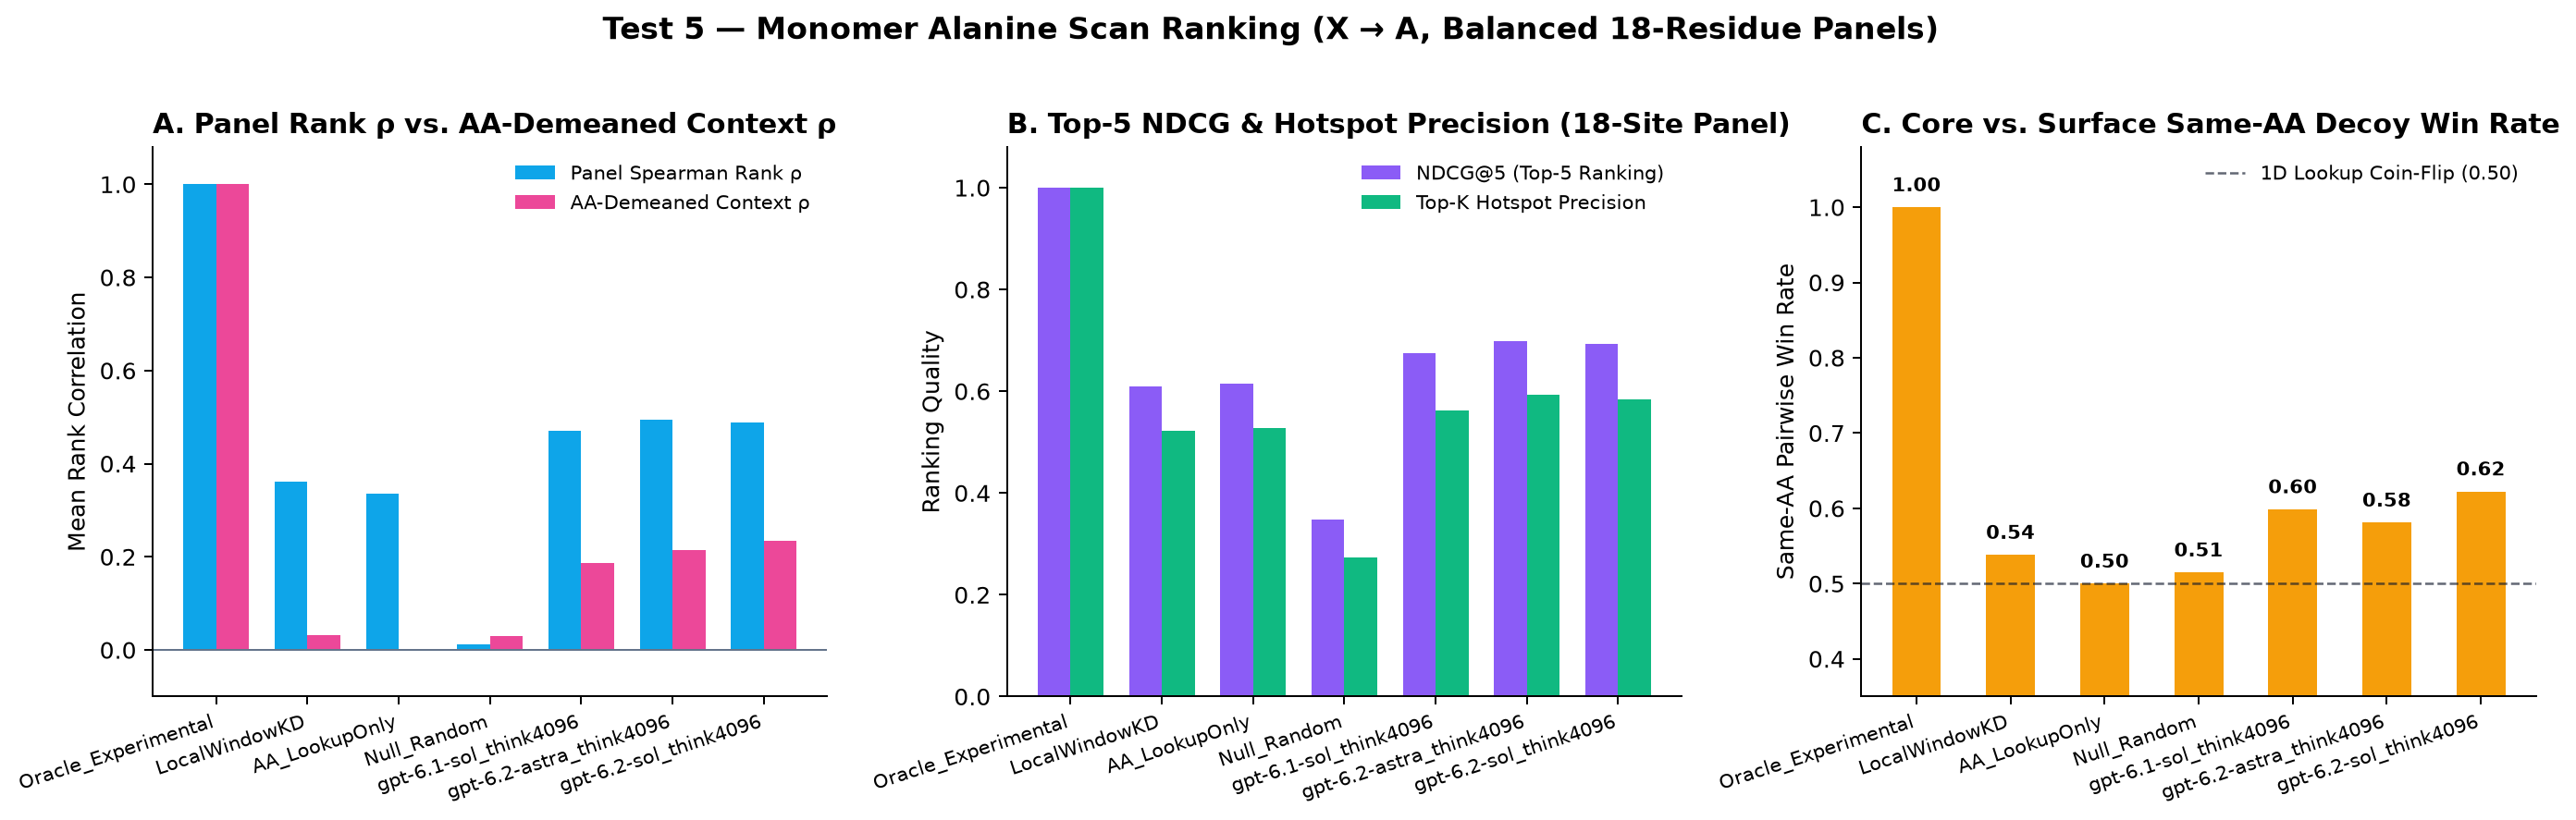 Test 5 — Monomer Alanine Scan Ranking (X → A, Balanced 18-Residue Panels)
A. Panel Rank ρ vs. AA-Demeaned Context ρ
Panel Spearman Rank ρ
AA-Demeaned Context ρ
Mean Rank Correlation
1.0
0.8
0.6
0.4
0.2
0.0
Oracle_Experimental
LocalWindowKD
AA_LookupOnly
Null_Random
gpt-6.1-sol_think4096
gpt-6.2-astra_think4096
gpt-6.2-sol_think4096
B. Top-5 NDCG & Hotspot Precision (18-Site Panel)
NDCG@5 (Top-5 Ranking)
Top-K Hotspot Precision
Ranking Quality
1.0
0.8
0.6
0.4
0.2
0.0
Oracle_Experimental
LocalWindowKD
AA_LookupOnly
Null_Random
gpt-6.1-sol_think4096
gpt-6.2-astra_think4096
gpt-6.2-sol_think4096
C. Core vs. Surface Same-AA Decoy Win Rate
1D Lookup Coin-Flip (0.50)
Same-AA Pairwise Win Rate
1.0
0.9
0.8
0.7
0.6
0.5
0.4
1.00
0.54
0.50
0.51
0.60
0.58
0.62
Oracle_Experimental
LocalWindowKD
AA_LookupOnly
Null_Random
gpt-6.1-sol_think4096
gpt-6.2-astra_think4096
gpt-6.2-sol_think4096